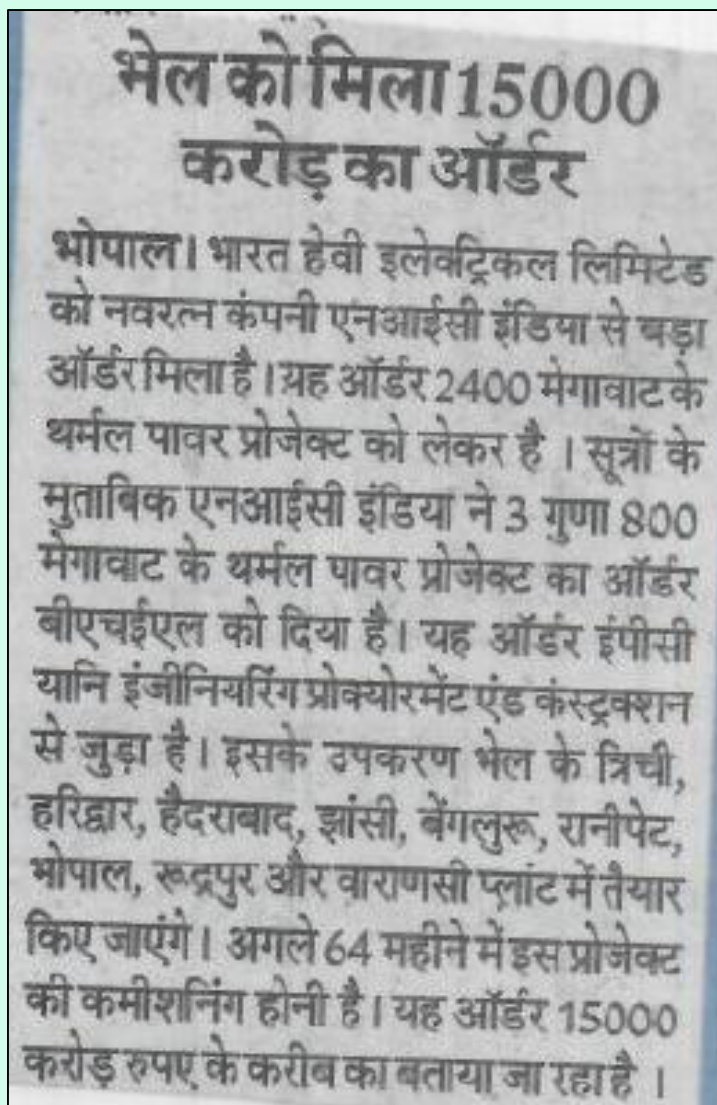 भेल को मिला 15000
करोड़ का ऑर्डर
भोपाल। भारत हेवी इलेक्ट्रिकल लिमिटेड
को नवरत्न कंपनी एनआईसी इंडिया से बड़ा
ऑर्डर मिला है। यह ऑर्डर 2400 मेगावाट के
थर्मल पावर प्रोजेक्ट को लेकर है । सूत्रों के
मुताबिक एनआईसी इंडिया ने 3 गुणा 800
मेगावाट के थर्मल पावर प्रोजेक्ट का ऑर्डर
बीएचईएल को दिया है। यह ऑर्डर ईपीसी
यानि इंजीनियरिंग प्रोक्योरमेंट एंड कंस्ट्रक्शन
से जुड़ा है। इसके उपकरण भेल के त्रिची,
हरिद्वार, हैदराबाद, झांसी, बेंगलुरू, रानीपेट,
भोपाल, रूद्रपुर और वाराणसी प्लांट में तैयार
किए जाएंगे। अगले 64 महीने में इस प्रोजेक्ट
की कमीशनिंग होनी है। यह ऑर्डर 15000
करोड़ रुपए के करीब का बताया जा रहा है ।